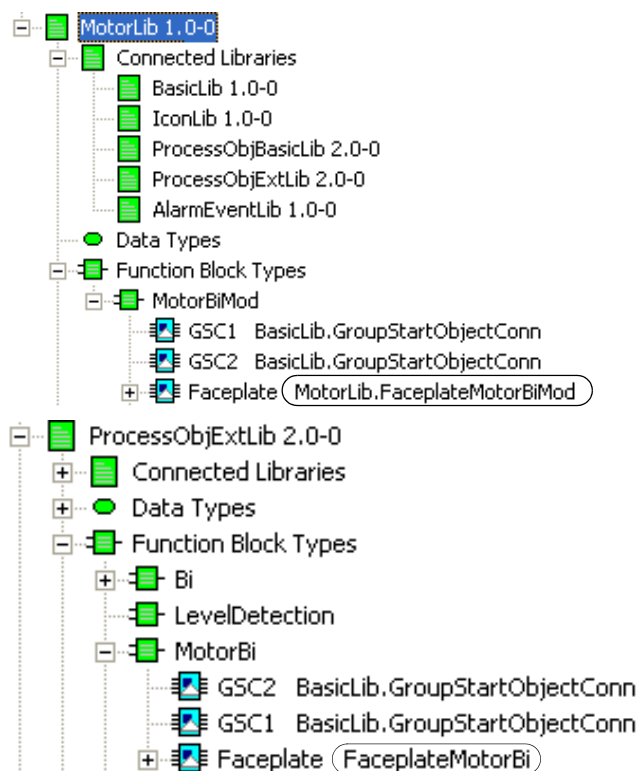 MotorLib 1.0-0
Connected Libraries
BasicLib 1.0-0
IconLib 1.0-0
ProcessObjBasicLib 2.0-0
ProcessObjExtLib 2.0-0
AlarmEventLib 1.0-0
Data Types
Function Block Types
MotorBiMod
GSC1 BasicLib.GroupStartObjectConn
GSC2 BasicLib.GroupStartObjectConn
Faceplate MotorLib.FaceplateMotorBiMod
ProcessObjExtLib 2.0-0
Connected Libraries
Data Types
Function Block Types
Bi
LevelDetection
MotorBi
GSC2 BasicLib.GroupStartObjectConn
GSC1 BasicLib.GroupStartObjectConn
Faceplate FaceplateMotorBi